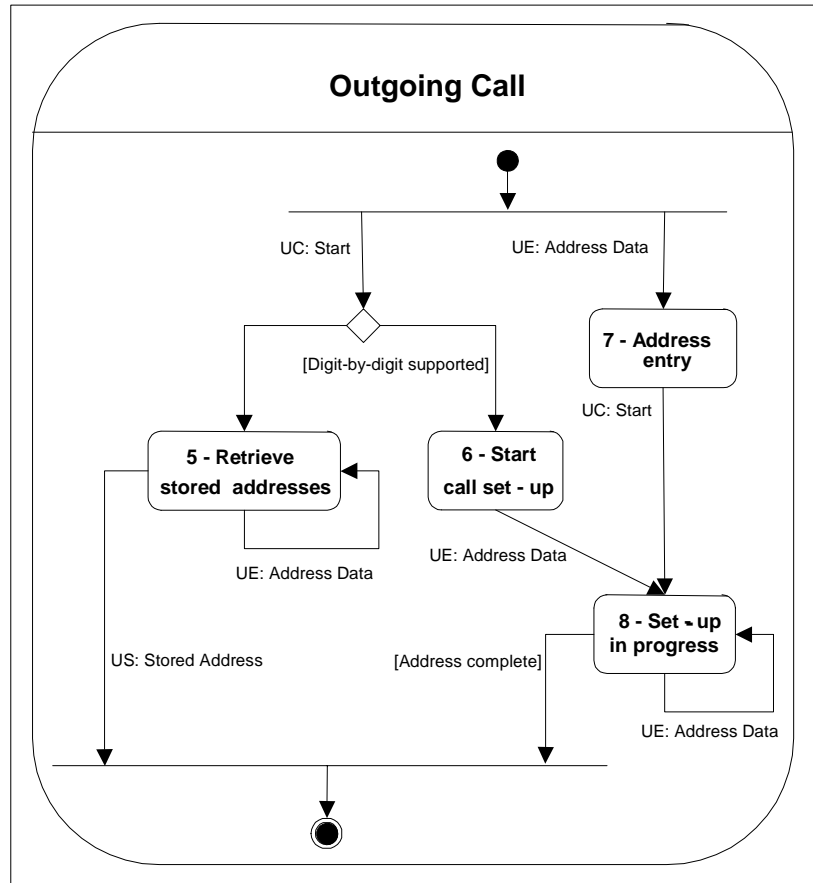 Outgoing Call
UC: Start
UE: Address Data
7 - Address
entry
[Digit-by-digit supported]
UC: Start
5 - Retrieve
stored addresses
6 - Start
call set - up
UE: Address Data
UE: Address Data
8 - Set - up
in progress
US: Stored Address
[Address complete]
UE: Address Data